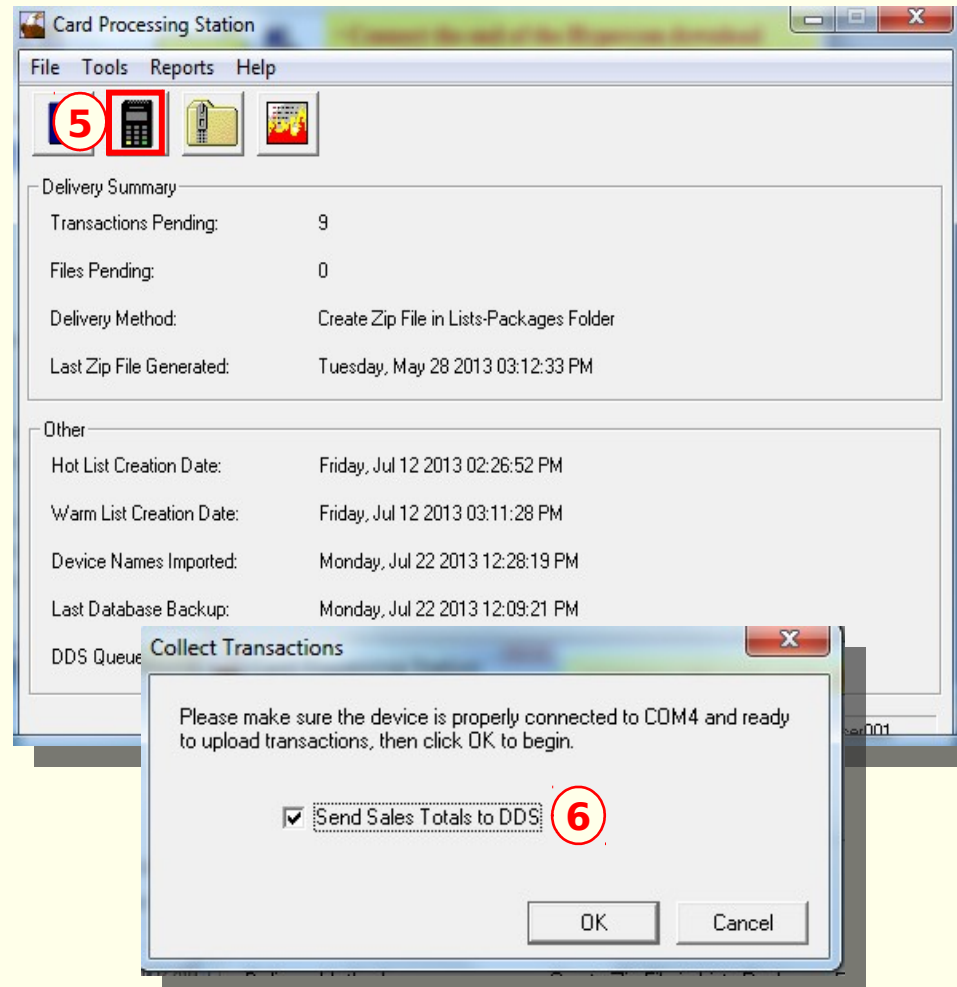 Card Processing Station
File Tools Reports Help
5
Delivery Summary
Transactions Pending: 9
Files Pending: 0
Delivery Method: Create Zip File in Lists-Packages Folder
Last Zip File Generated: Tuesday, May 28 2013 03:12:33 PM
Other
Hot List Creation Date: Friday, Jul 12 2013 02:26:52 PM
Warm List Creation Date: Friday, Jul 12 2013 03:11:28 PM
Device Names Imported: Monday, Jul 22 2013 12:28:19 PM
Last Database Backup: Monday, Jul 22 2013 12:09:21 PM
DDS Queue
Collect Transactions
Please make sure the device is properly connected to COM4 and ready
to upload transactions, then click OK to begin.
Send Sales Totals to DDS 6
OK Cancel